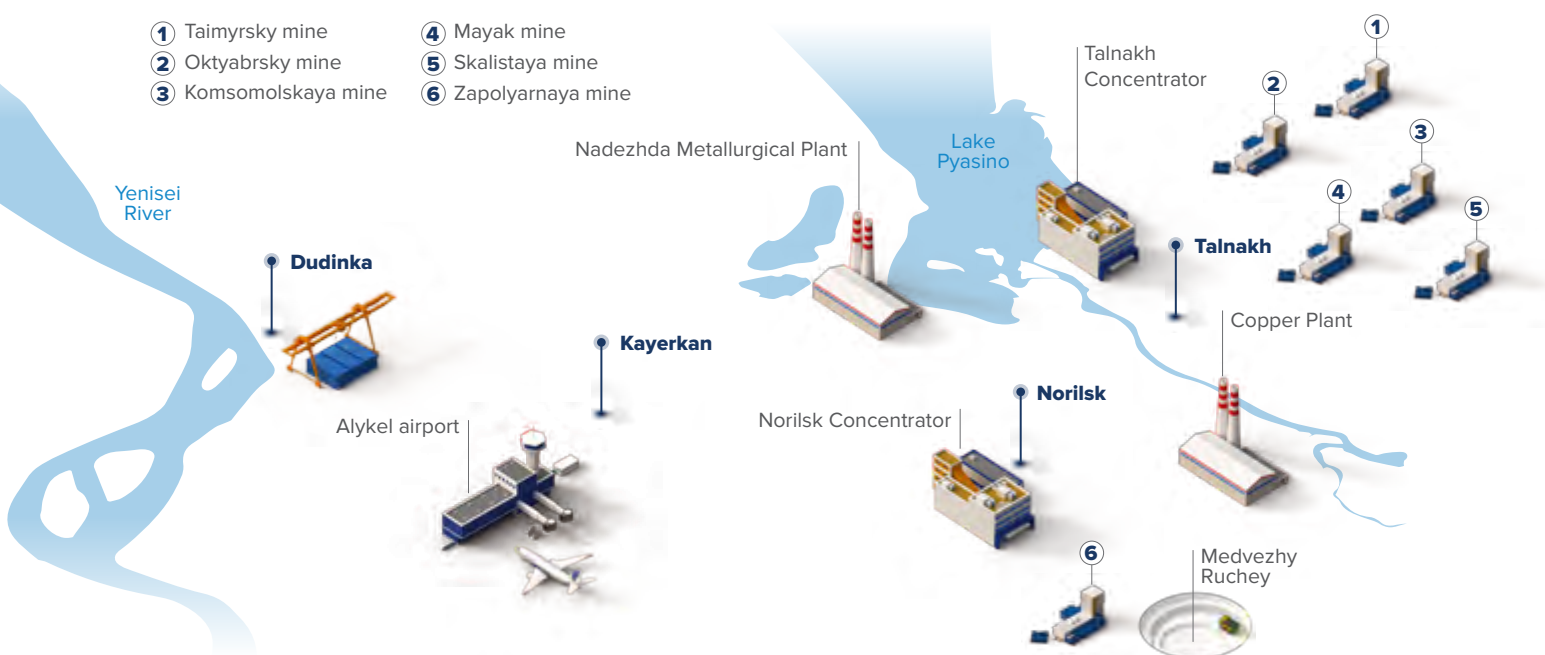 1 Taimyrsky mine
2 Oktyabrsky mine
3 Komsomolskaya mine
4 Mayak mine
5 Skalistaya mine
6 Zapolyarnaya mine
Yenisei
River
Dudinka
Alykel airport
Kayerkan
Nadezhda Metallurgical Plant
Lake
Pyasino
Talnakh
Concentrator
1
2
3
4
5
Talnakh
Copper Plant
Norilsk
Norilsk Concentrator
6
Medvezhy
Ruchey